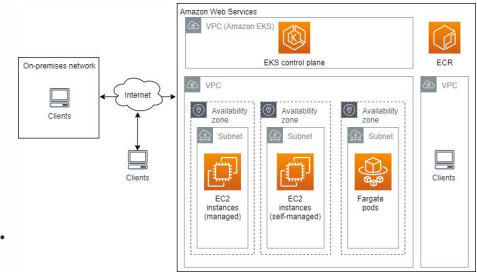 Amazon Web Services
VPC (Amazon EKS)
EKS control plane
ECR
On-premises network
Clients
Internet
Clients
VPC
Availability
zone
Subnet
EC2
instances
(managed)
Availability
zone
Subnet
EC2
instances
(self-managed)
Availability
zone
Subnet
Fargate
pods
VPC
Clients